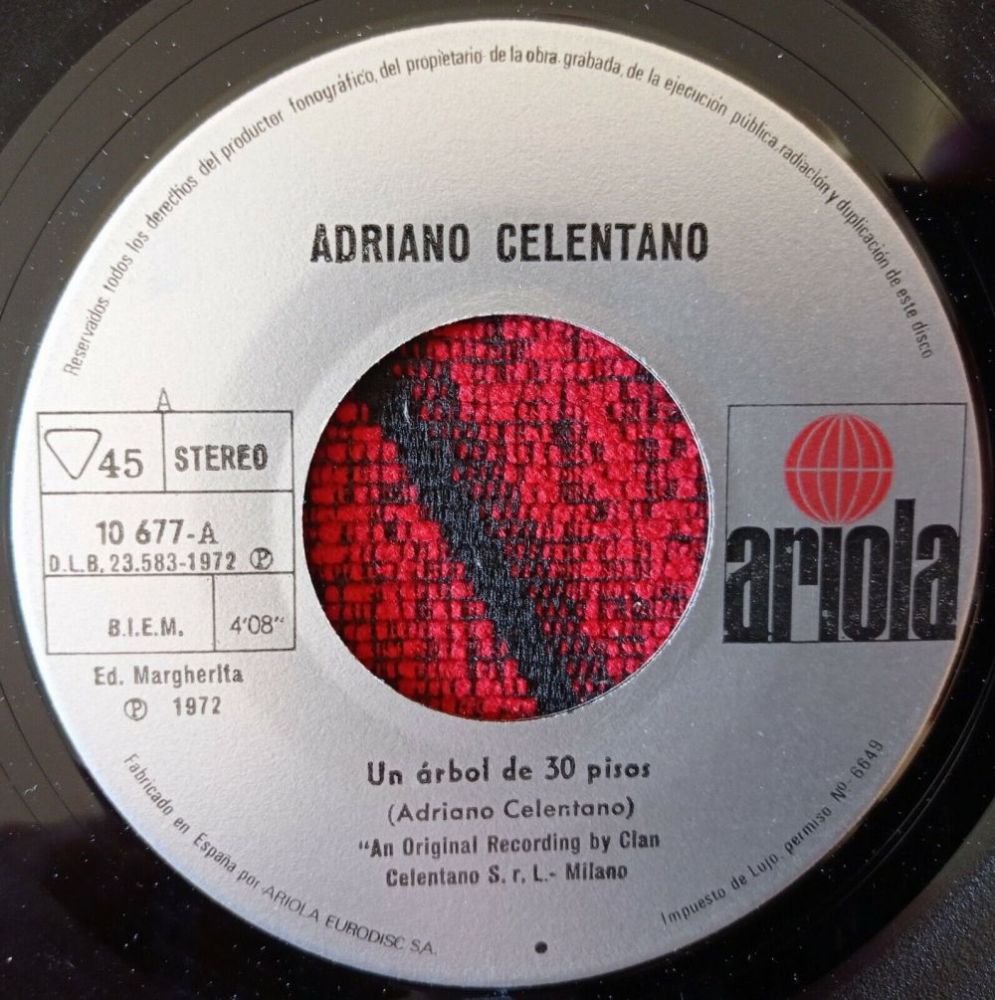 Reservados todos los derechos del productor fonográfico, del propietario de la obra grabada, de la ejecución pública, radiación y duplicación de este disco
ADRIANO CELENTANO
A
45 STEREO
10 677-A
D.L.B. 23.583-1972 Ⓟ
B.I.E.M. 4'08"
Ed. Margherita
Ⓟ 1972
ariola
Un árbol de 30 pisos
(Adriano Celentano)
"An Original Recording by Clan
Celentano S. r. L.- Milano
Fabricado en España por ARIOLA EURODISC S.A.
Impuesto de Lujo, permiso No- 6649